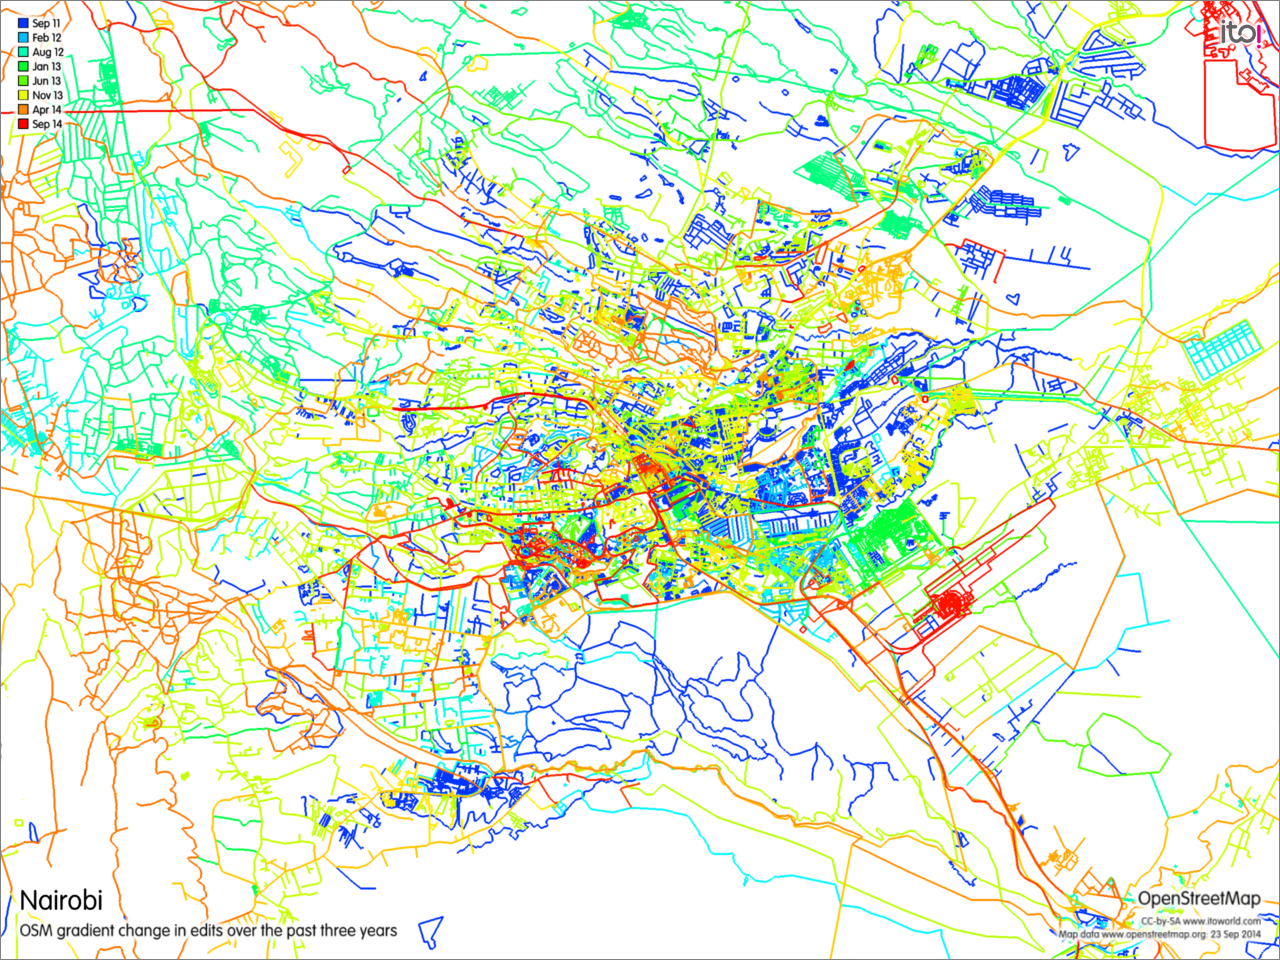 Sep 11
Feb 12
Aug 12
Jan 13
Jun 13
Nov 13
Apr 14
Sep 14
ito!
Nairobi
OSM gradient change in edits over the past three years
OpenStreetMap
CC-by-SA www.itoworld.com
Map data www.openstreetmap.org: 23 Sep 2014